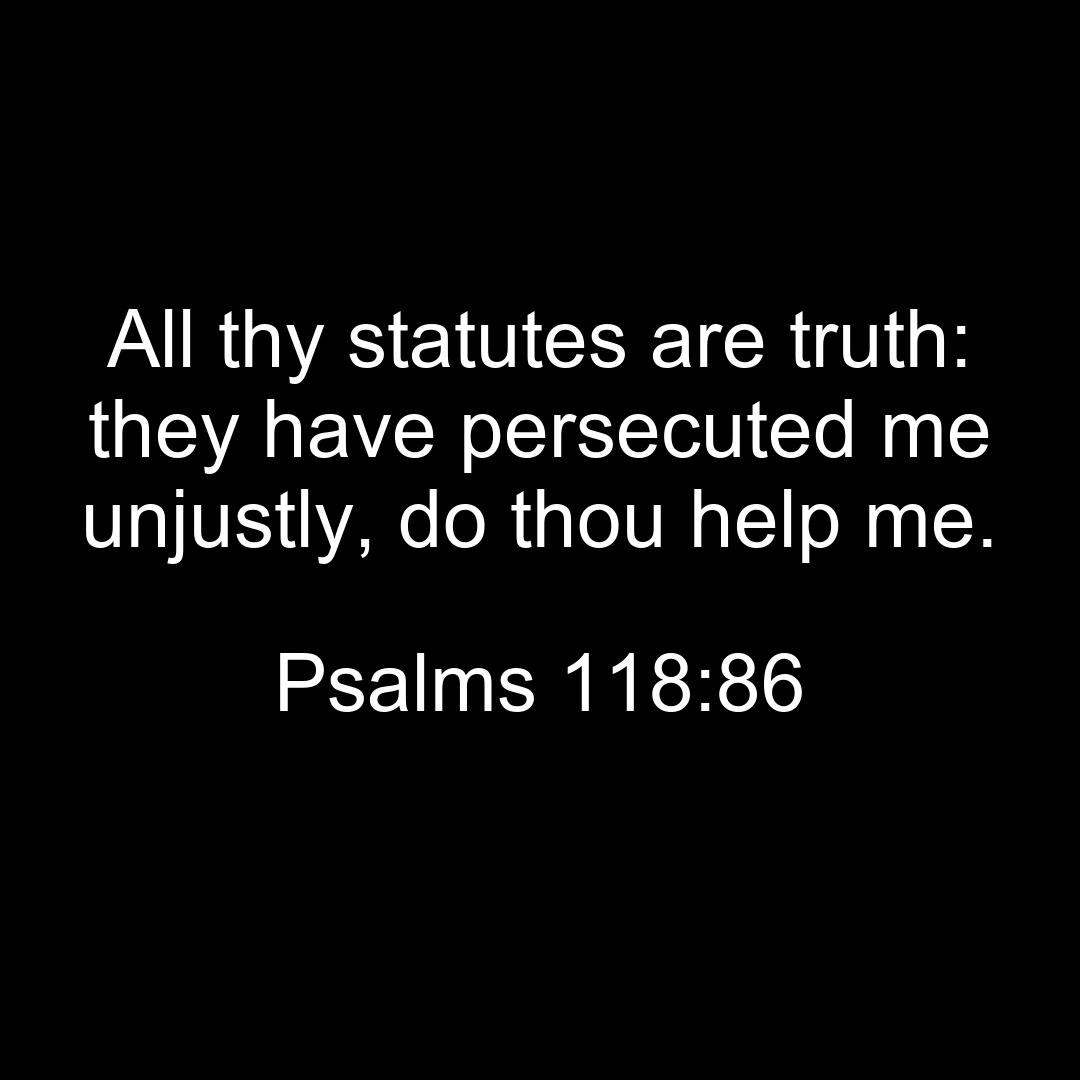 All thy statutes are truth:
they have persecuted me
unjustly, do thou help me.
Psalms 118:86